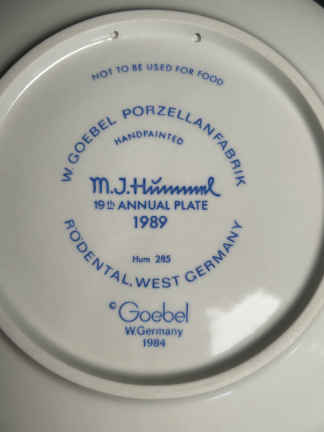 NOT TO BE USED FOR FOOD
W. GOEBEL PORZELLANFABRIK
HANDPAINTED
M.J.Hummel
19th ANNUAL PLATE
1989
Hum 285
RÖDENTAL, WEST GERMANY
© Goebel
W.Germany
1984